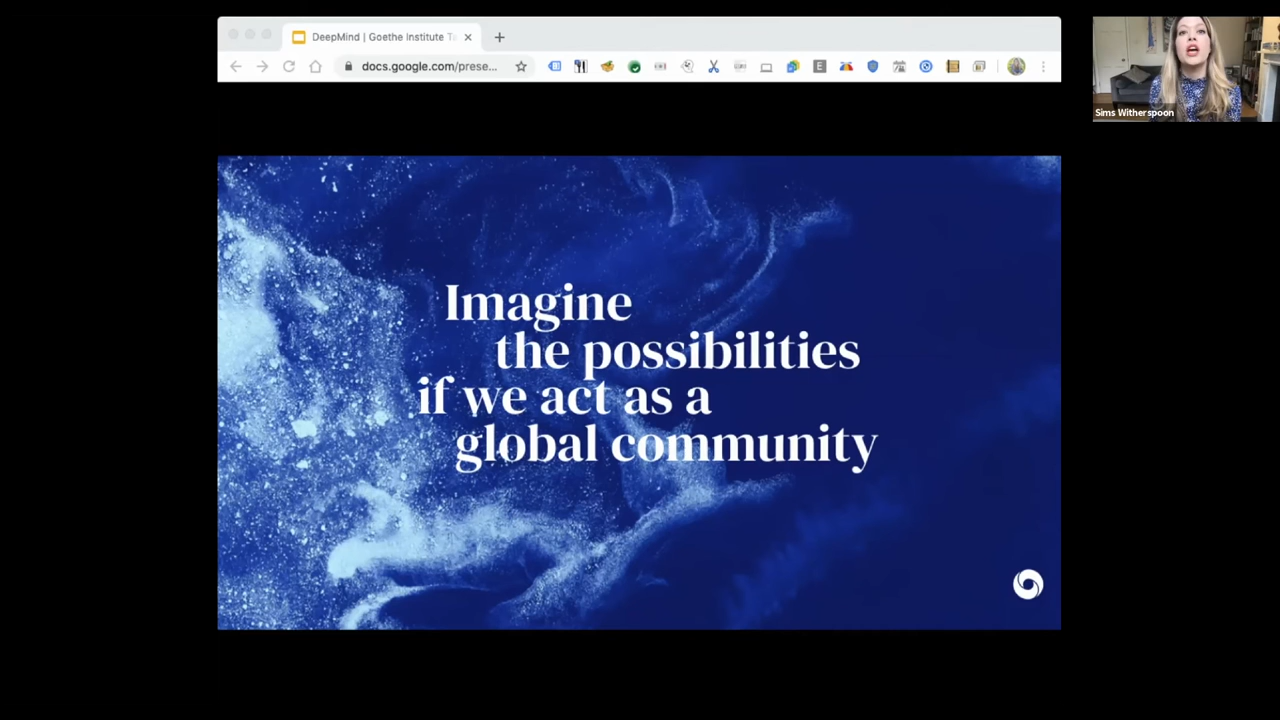 DeepMind | Goethe Institute
docs.google.com/prese...
Sims Witherspoon
Imagine
the possibilities
if we act as a
global community